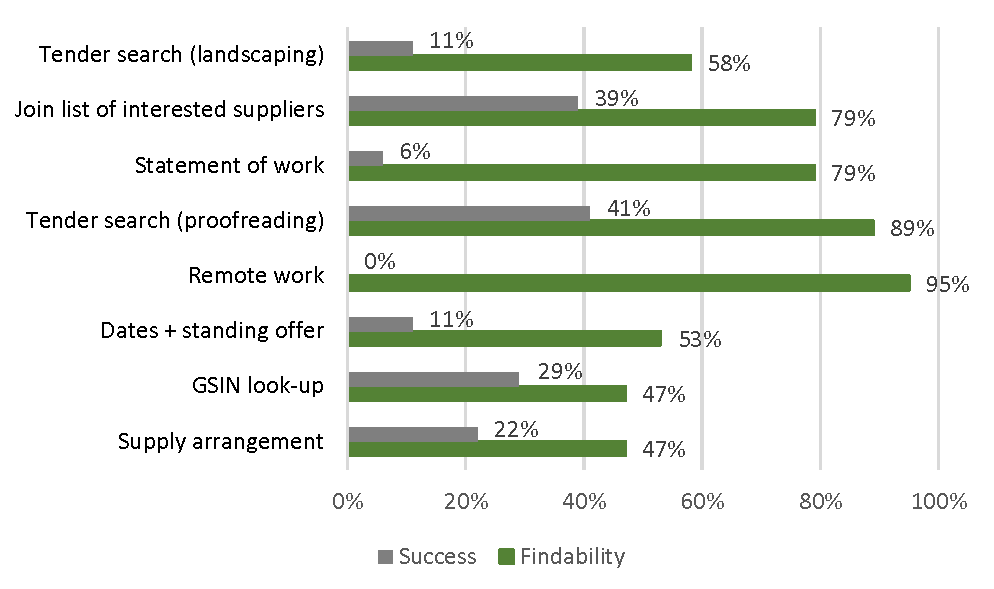 Tender search (landscaping)
11%
58%
Join list of interested suppliers
39%
79%
Statement of work
6%
79%
Tender search (proofreading)
41%
89%
Remote work
0%
95%
Dates + standing offer
11%
53%
GSIN look-up
29%
47%
Supply arrangement
22%
47%
0% 20% 40% 60% 80% 100%
Success Findability